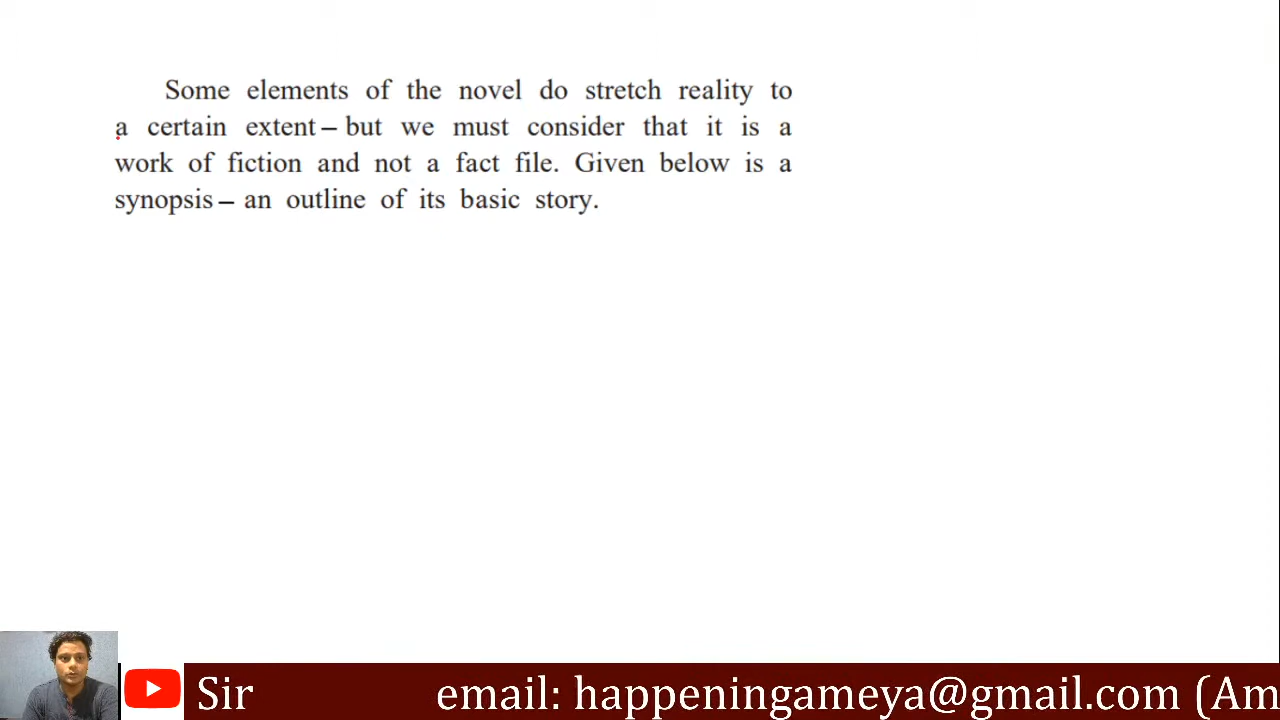 Some elements of the novel do stretch reality to
a certain extent – but we must consider that it is a
work of fiction and not a fact file. Given below is a
synopsis – an outline of its basic story.
Sir email: happeningameya@gmail.com (Am